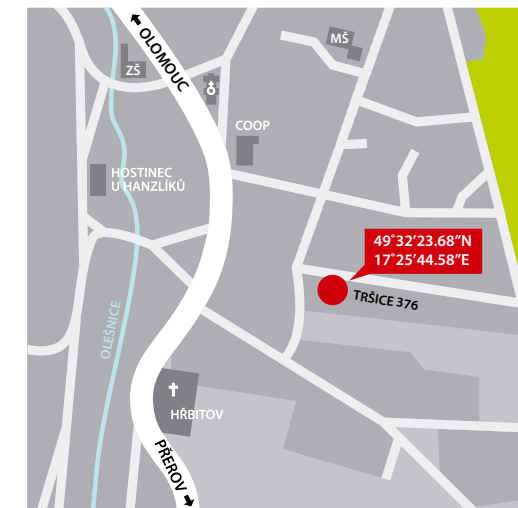 OLOMOUC
MŠ
ZŠ
COOP
HOSTINEC
U HANZLÍKŮ
49°32'23.68"N
17°25'44.58"E
TRŠICE 376
OLEŠNICE
HŘBITOV
PŘEROV